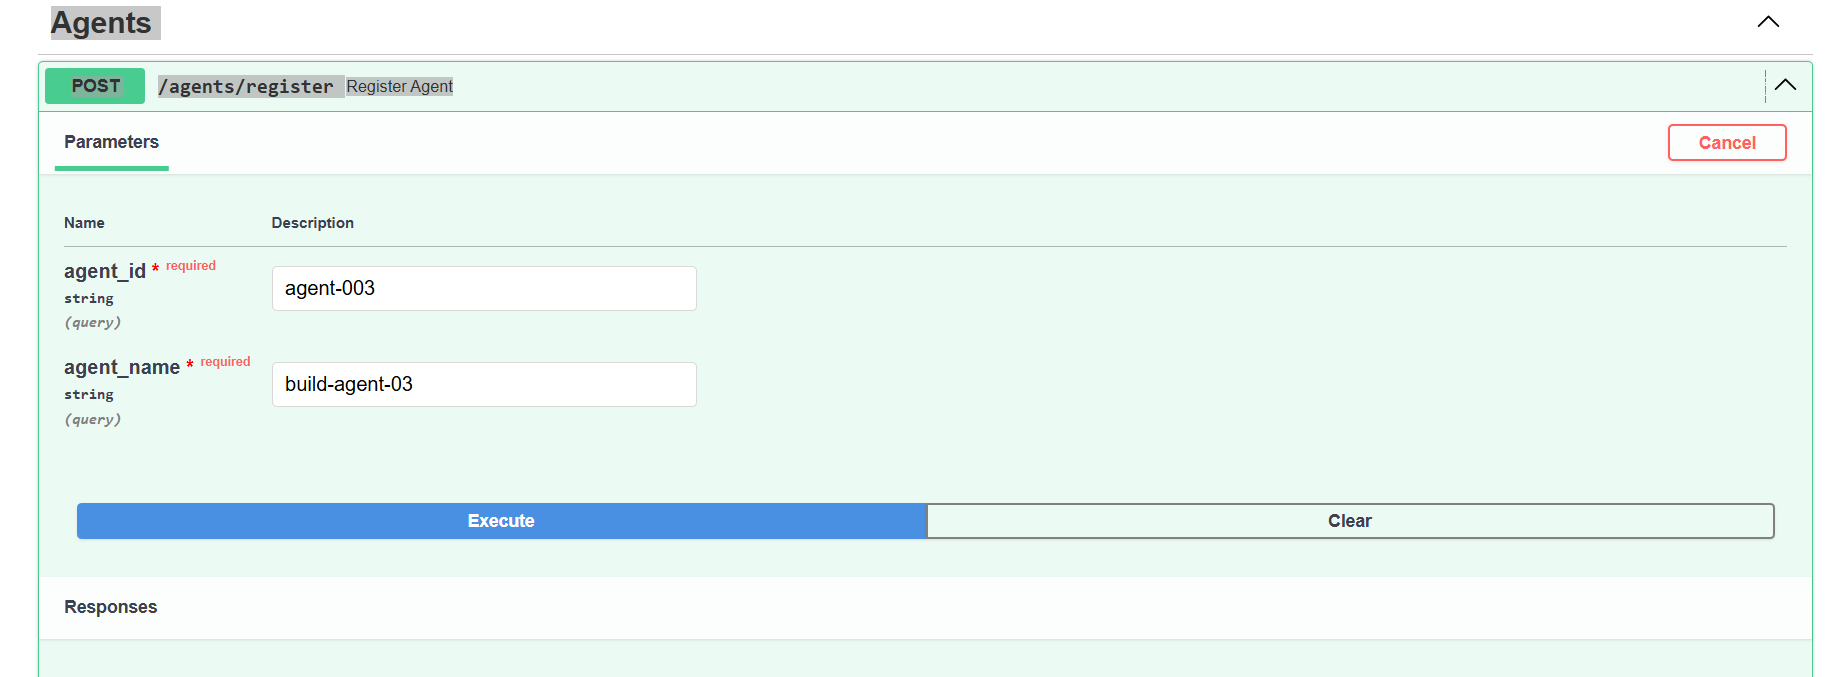 Agents
POST /agents/register Register Agent
Parameters Cancel
Name Description
agent_id * required
string
(query)
agent-003
agent_name * required
string
(query)
build-agent-03
Execute Clear
Responses